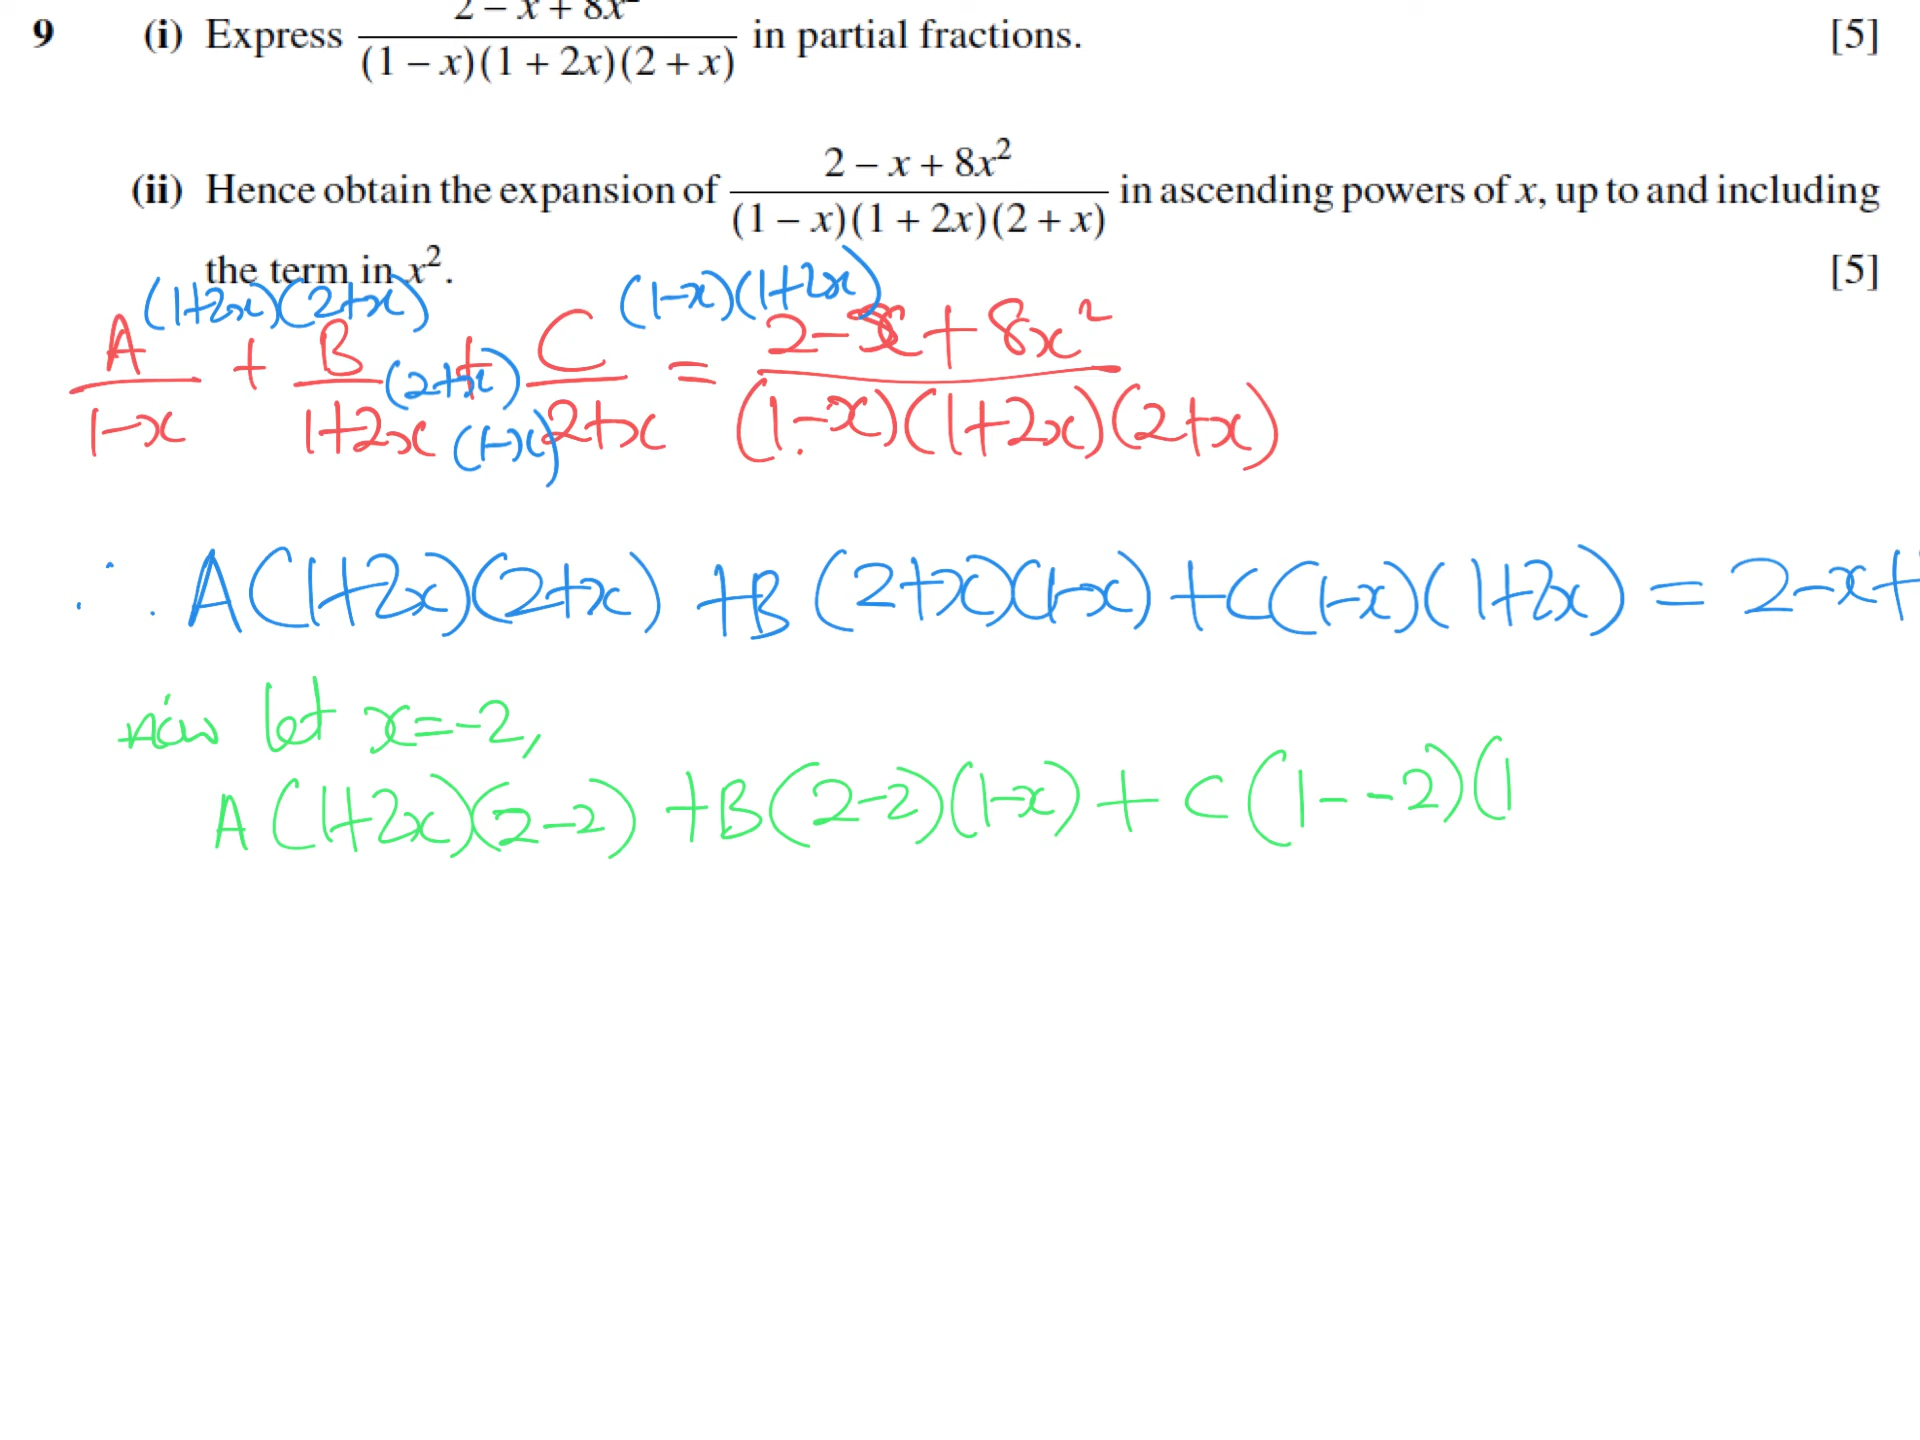 9 (i) Express 2 − x + 8x² / (1 − x)(1 + 2x)(2 + x) in partial fractions. [5]
(ii) Hence obtain the expansion of 2 − x + 8x² / (1 − x)(1 + 2x)(2 + x) in ascending powers of x, up to and including
the term in x². [5]
(1+2x)(2+x) (1-x)(1+2x)
A/1-x + B/1+2x + C/2+x = 2-x+8x² / (1-x)(1+2x)(2+x)
(2+x)
(1-x)
∴ A(1+2x)(2+x) +B(2+x)(1-x) +C(1-x)(1+2x) = 2-x+
now let x=-2,
A(1+2x)(2-2) +B(2-2)(1-x) + C(1--2)(1